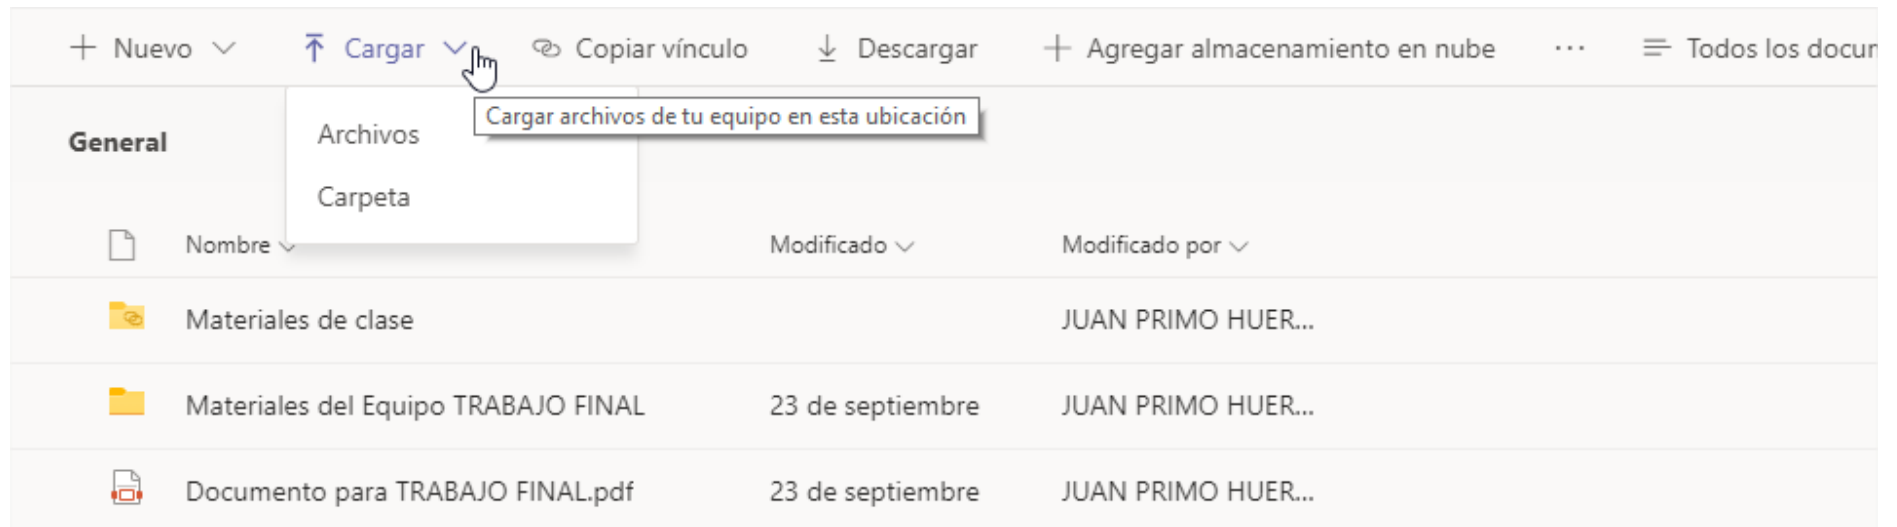 Nuevo Cargar Copiar vínculo Descargar Agregar almacenamiento en nube ... Todos los
Cargar archivos de tu equipo en esta ubicación
General
Archivos
Carpeta
Nombre Modificado Modificado por
Materiales de clase JUAN PRIMO HUER...
Materiales del Equipo TRABAJO FINAL 23 de septiembre JUAN PRIMO HUER...
Documento para TRABAJO FINAL.pdf 23 de septiembre JUAN PRIMO HUER...